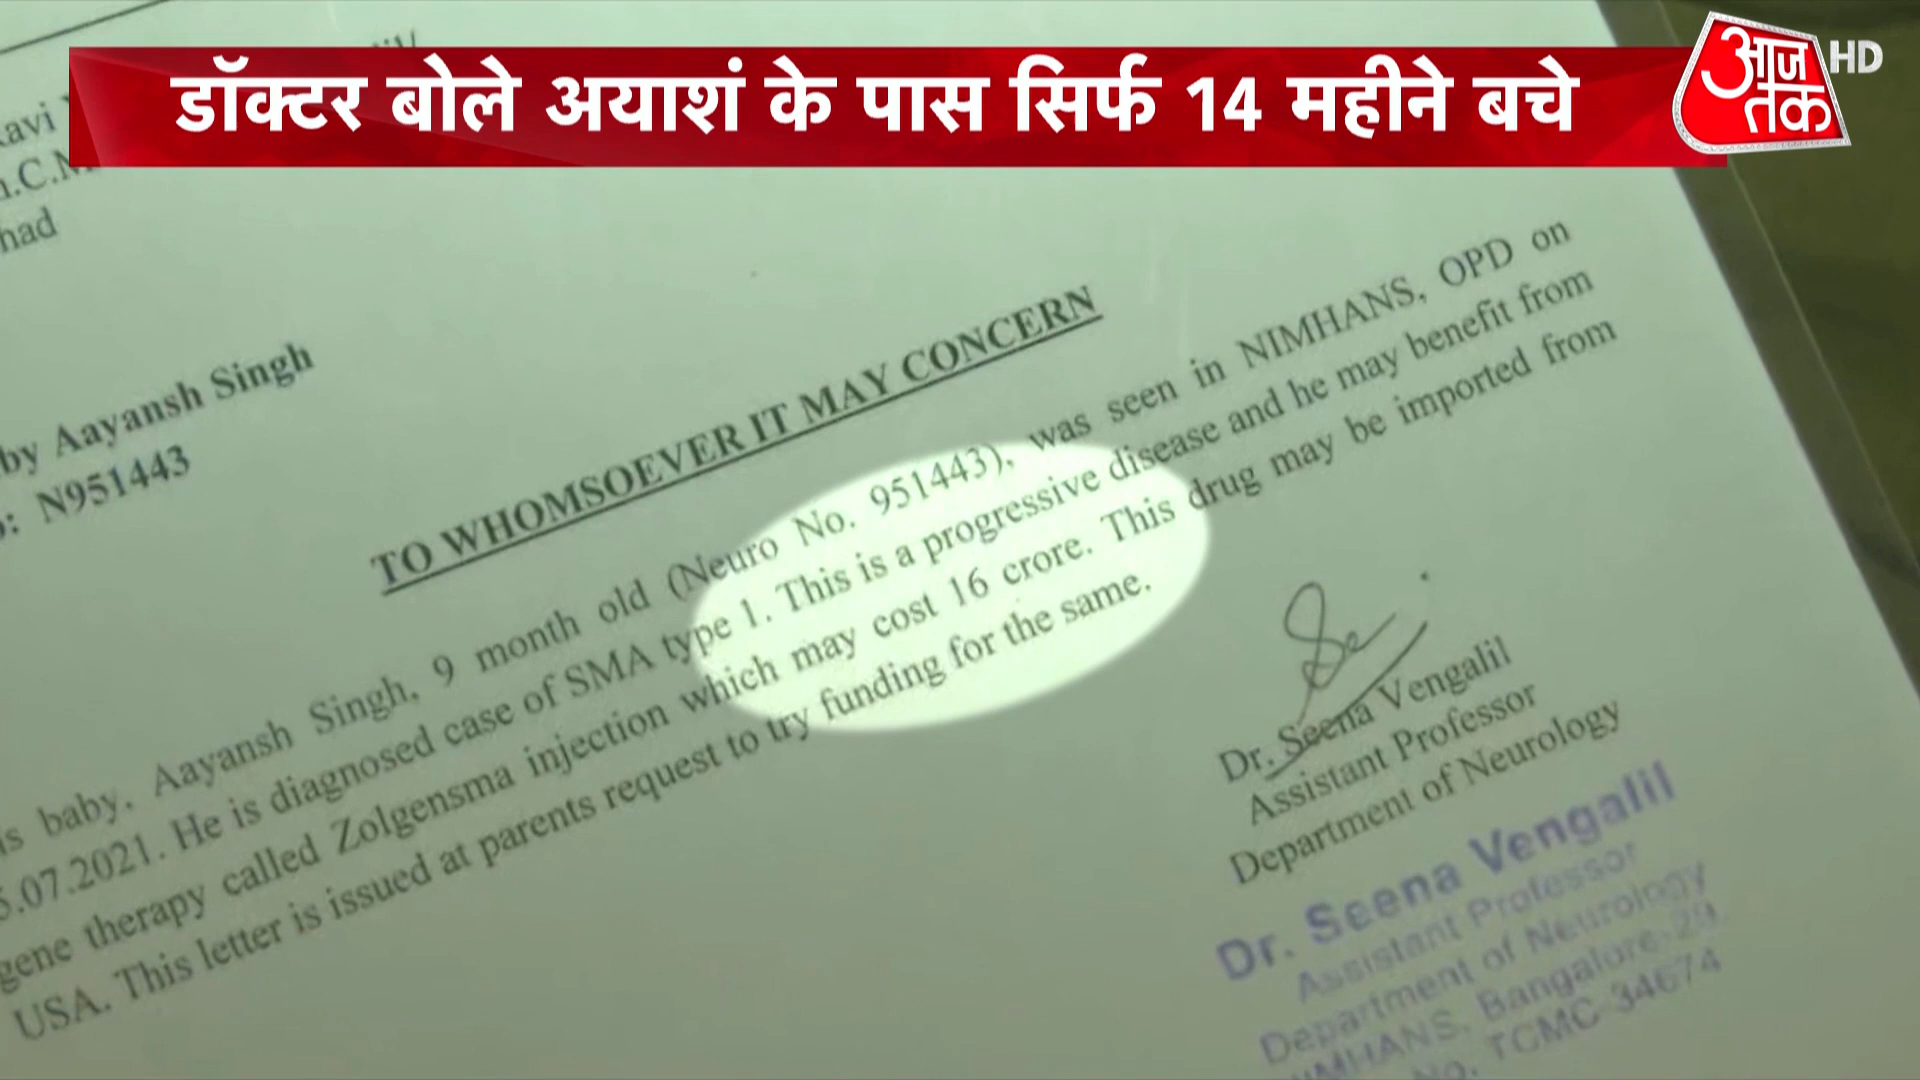 डॉक्टर बोले अयाशं के पास सिर्फ 14 महीने बचे
आज तक HD
had
by Aayansh Singh
N951443
TO WHOMSOEVER IT MAY CONCERN
baby, Aayansh Singh, 9 month old (Neuro No. 951443), was seen in NIMHANS, OPD on
.07.2021. He is diagnosed case of SMA type 1. This is a progressive disease and he may benefit from
gene therapy called Zolgensma injection which may cost 16 crore. This drug may be imported from
USA. This letter is issued at parents request to try funding for the same.
Dr. Seena Vengalil
Assistant Professor
Department of Neurology
Dr. Seena Vengalil
Assistant Professor
Department of Neurology
NIMHANS, Bangalore-29
No. TCMC-34674